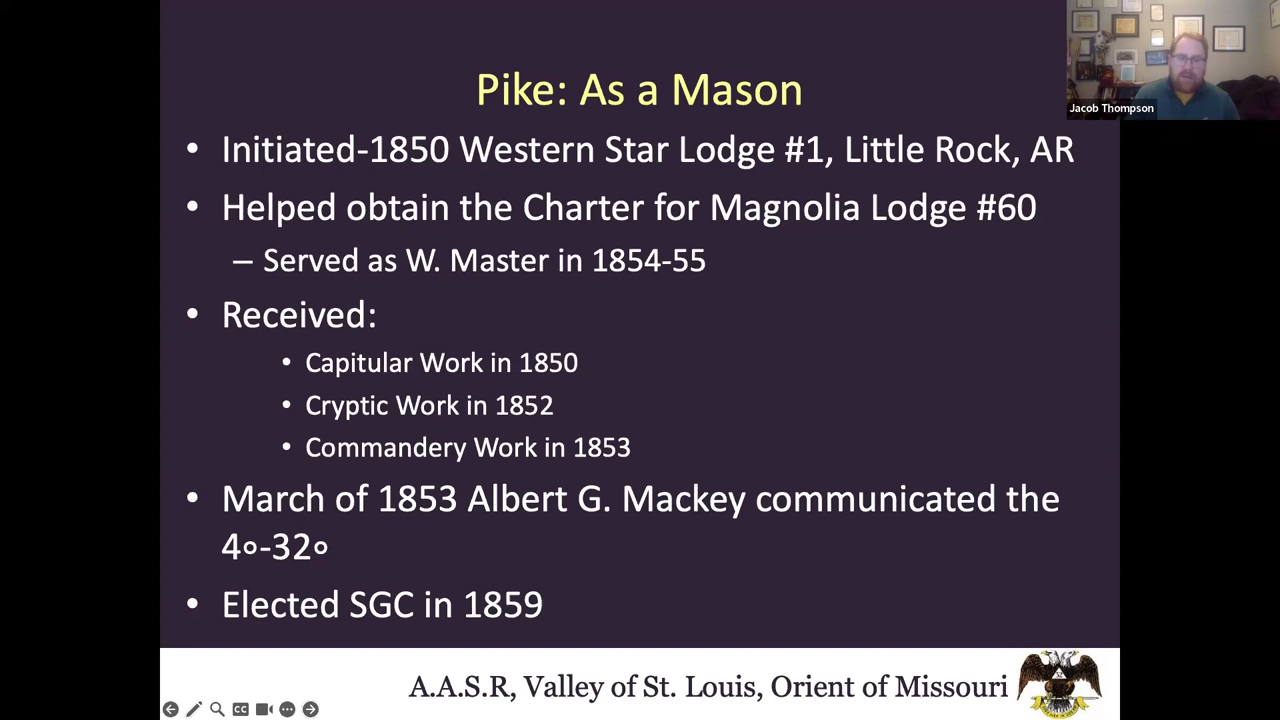 Pike: As a Mason
Jacob Thompson
• Initiated-1850 Western Star Lodge #1, Little Rock, AR
• Helped obtain the Charter for Magnolia Lodge #60
– Served as W. Master in 1854-55
• Received:
• Capitular Work in 1850
• Cryptic Work in 1852
• Commandery Work in 1853
• March of 1853 Albert G. Mackey communicated the
4∘-32∘
• Elected SGC in 1859
A.A.S.R, Valley of St. Louis, Orient of Missouri
CC